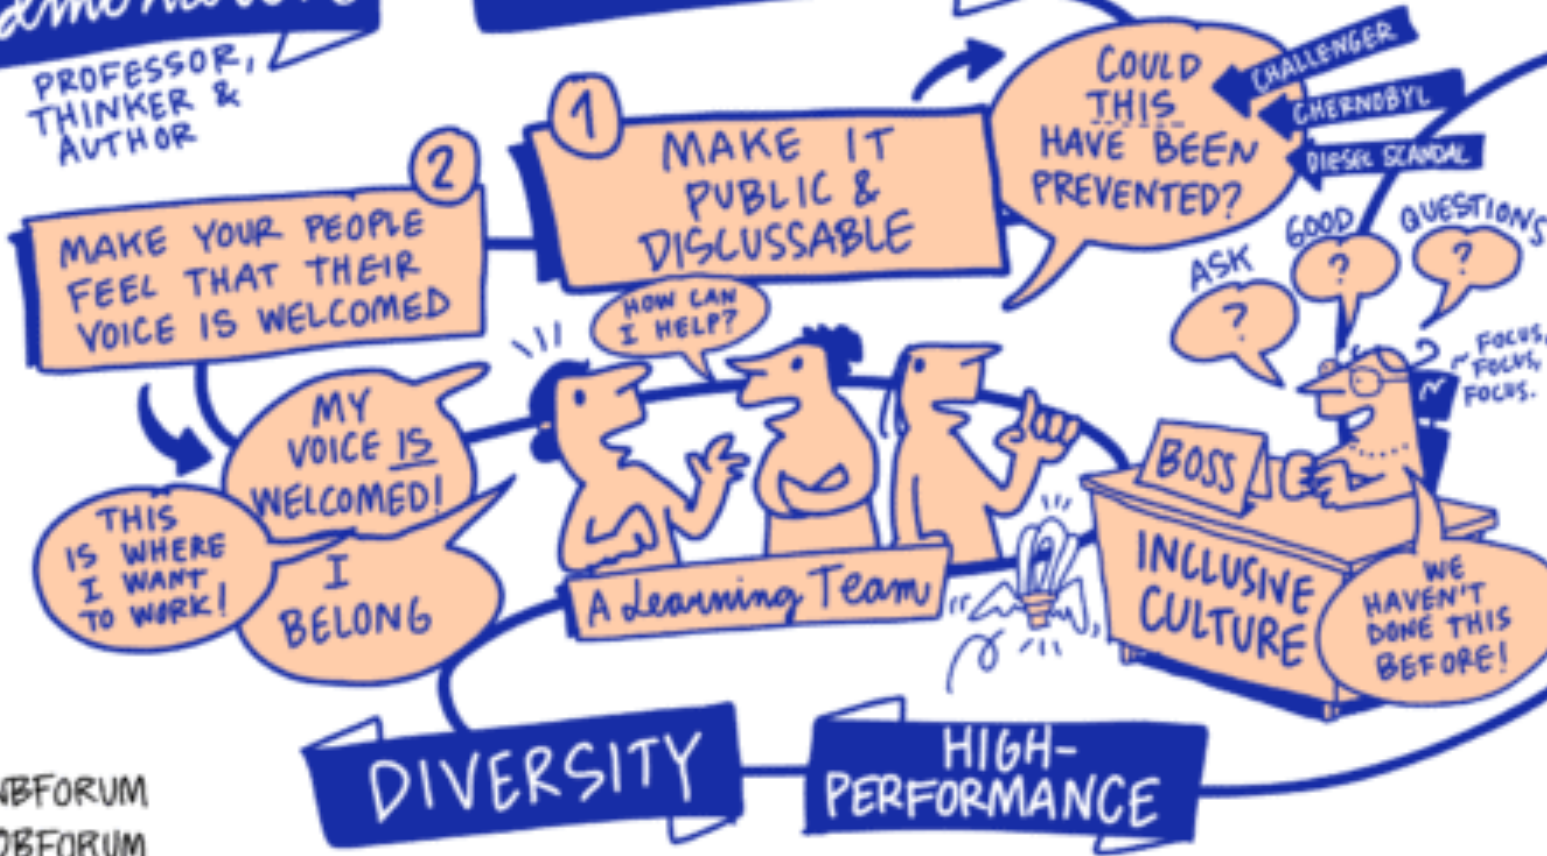 PROFESSOR,
THINKER &
AUTHOR
1
MAKE IT
PUBLIC &
DISCUSSABLE
COULD
THIS
HAVE BEEN
PREVENTED?
CHALLENGER
CHERNOBYL
DIESEL SCANDAL
2
MAKE YOUR PEOPLE
FEEL THAT THEIR
VOICE IS WELCOMED
MY
VOICE IS
WELCOMED!
THIS
IS WHERE
I WANT
TO WORK!
I
BELONG
HOW CAN
I HELP?
A Learning Team
ASK
GOOD
QUESTIONS
?
?
?
FOCUS,
FOCUS,
FOCUS.
BOSS
INCLUSIVE
CULTURE
WE
HAVEN'T
DONE THIS
BEFORE!
DIVERSITY
HIGH-
PERFORMANCE
NBFORUM
OBFORUM